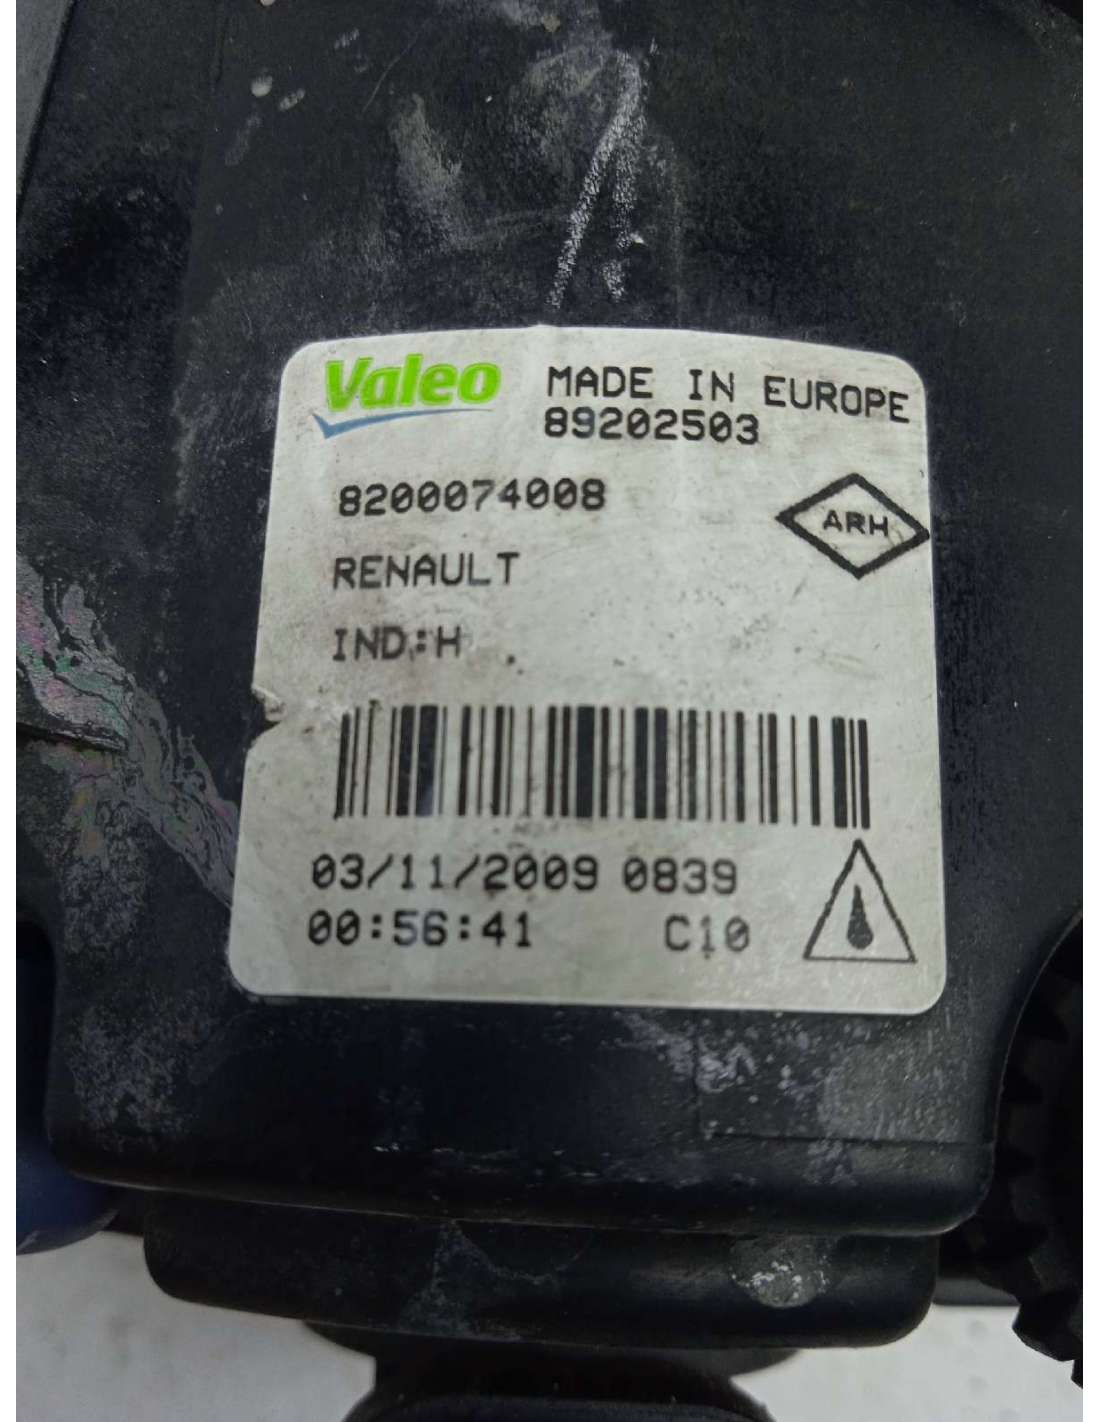 Valeo MADE IN EUROPE
89202503
8200074008
ARH
RENAULT
IND:H
03/11/2009 0839
00:56:41 C10